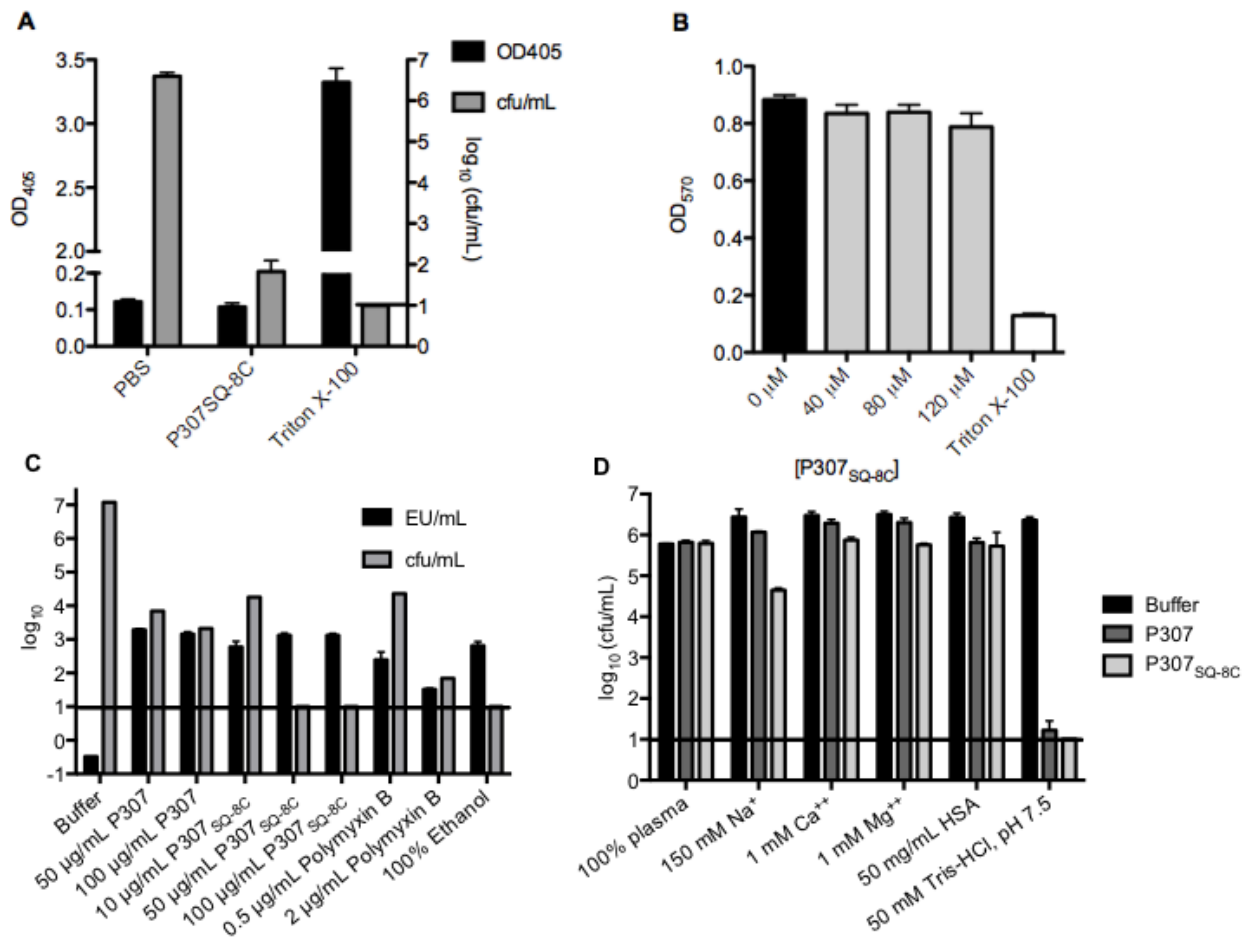 A
OD405
cfu/mL
3.5
3.0
2.5
2.0
0.2
0.1
0.0
OD₄₀₅
7
6
5
4
3
2
1
0
log₁₀ (cfu/mL)
PBS
P307SQ-8C
Triton X-100
B
1.0
0.8
0.6
0.4
0.2
0.0
OD₅₇₀
0 µM
40 µM
80 µM
120 µM
Triton X-100
[P307SQ-8C]
C
EU/mL
cfu/mL
7
6
5
4
3
2
1
0
-1
log₁₀
Buffer
50 µg/mL P307
100 µg/mL P307
10 µg/mL P307SQ-8C
50 µg/mL P307SQ-8C
100 µg/mL P307SQ-8C
0.5 µg/mL Polymyxin B
2 µg/mL Polymyxin B
100% Ethanol
D
7
6
5
4
3
2
1
0
log₁₀ (cfu/mL)
Buffer
P307
P307SQ-8C
100% plasma
150 mM Na⁺
1 mM Ca⁺⁺
1 mM Mg⁺⁺
50 mg/mL HSA
50 mM Tris-HCl, pH 7.5